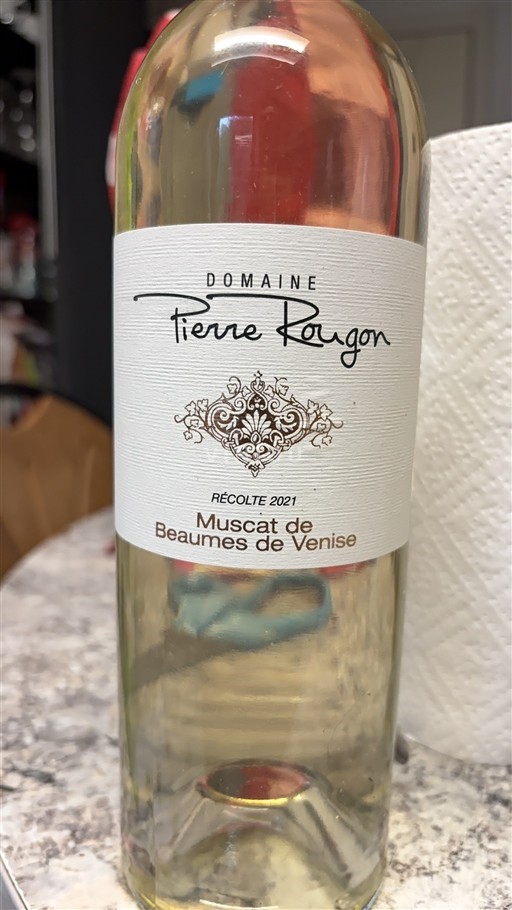 DOMAINE
Pierre Rougon
RÉCOLTE 2021
Muscat de
Beaumes de Venise